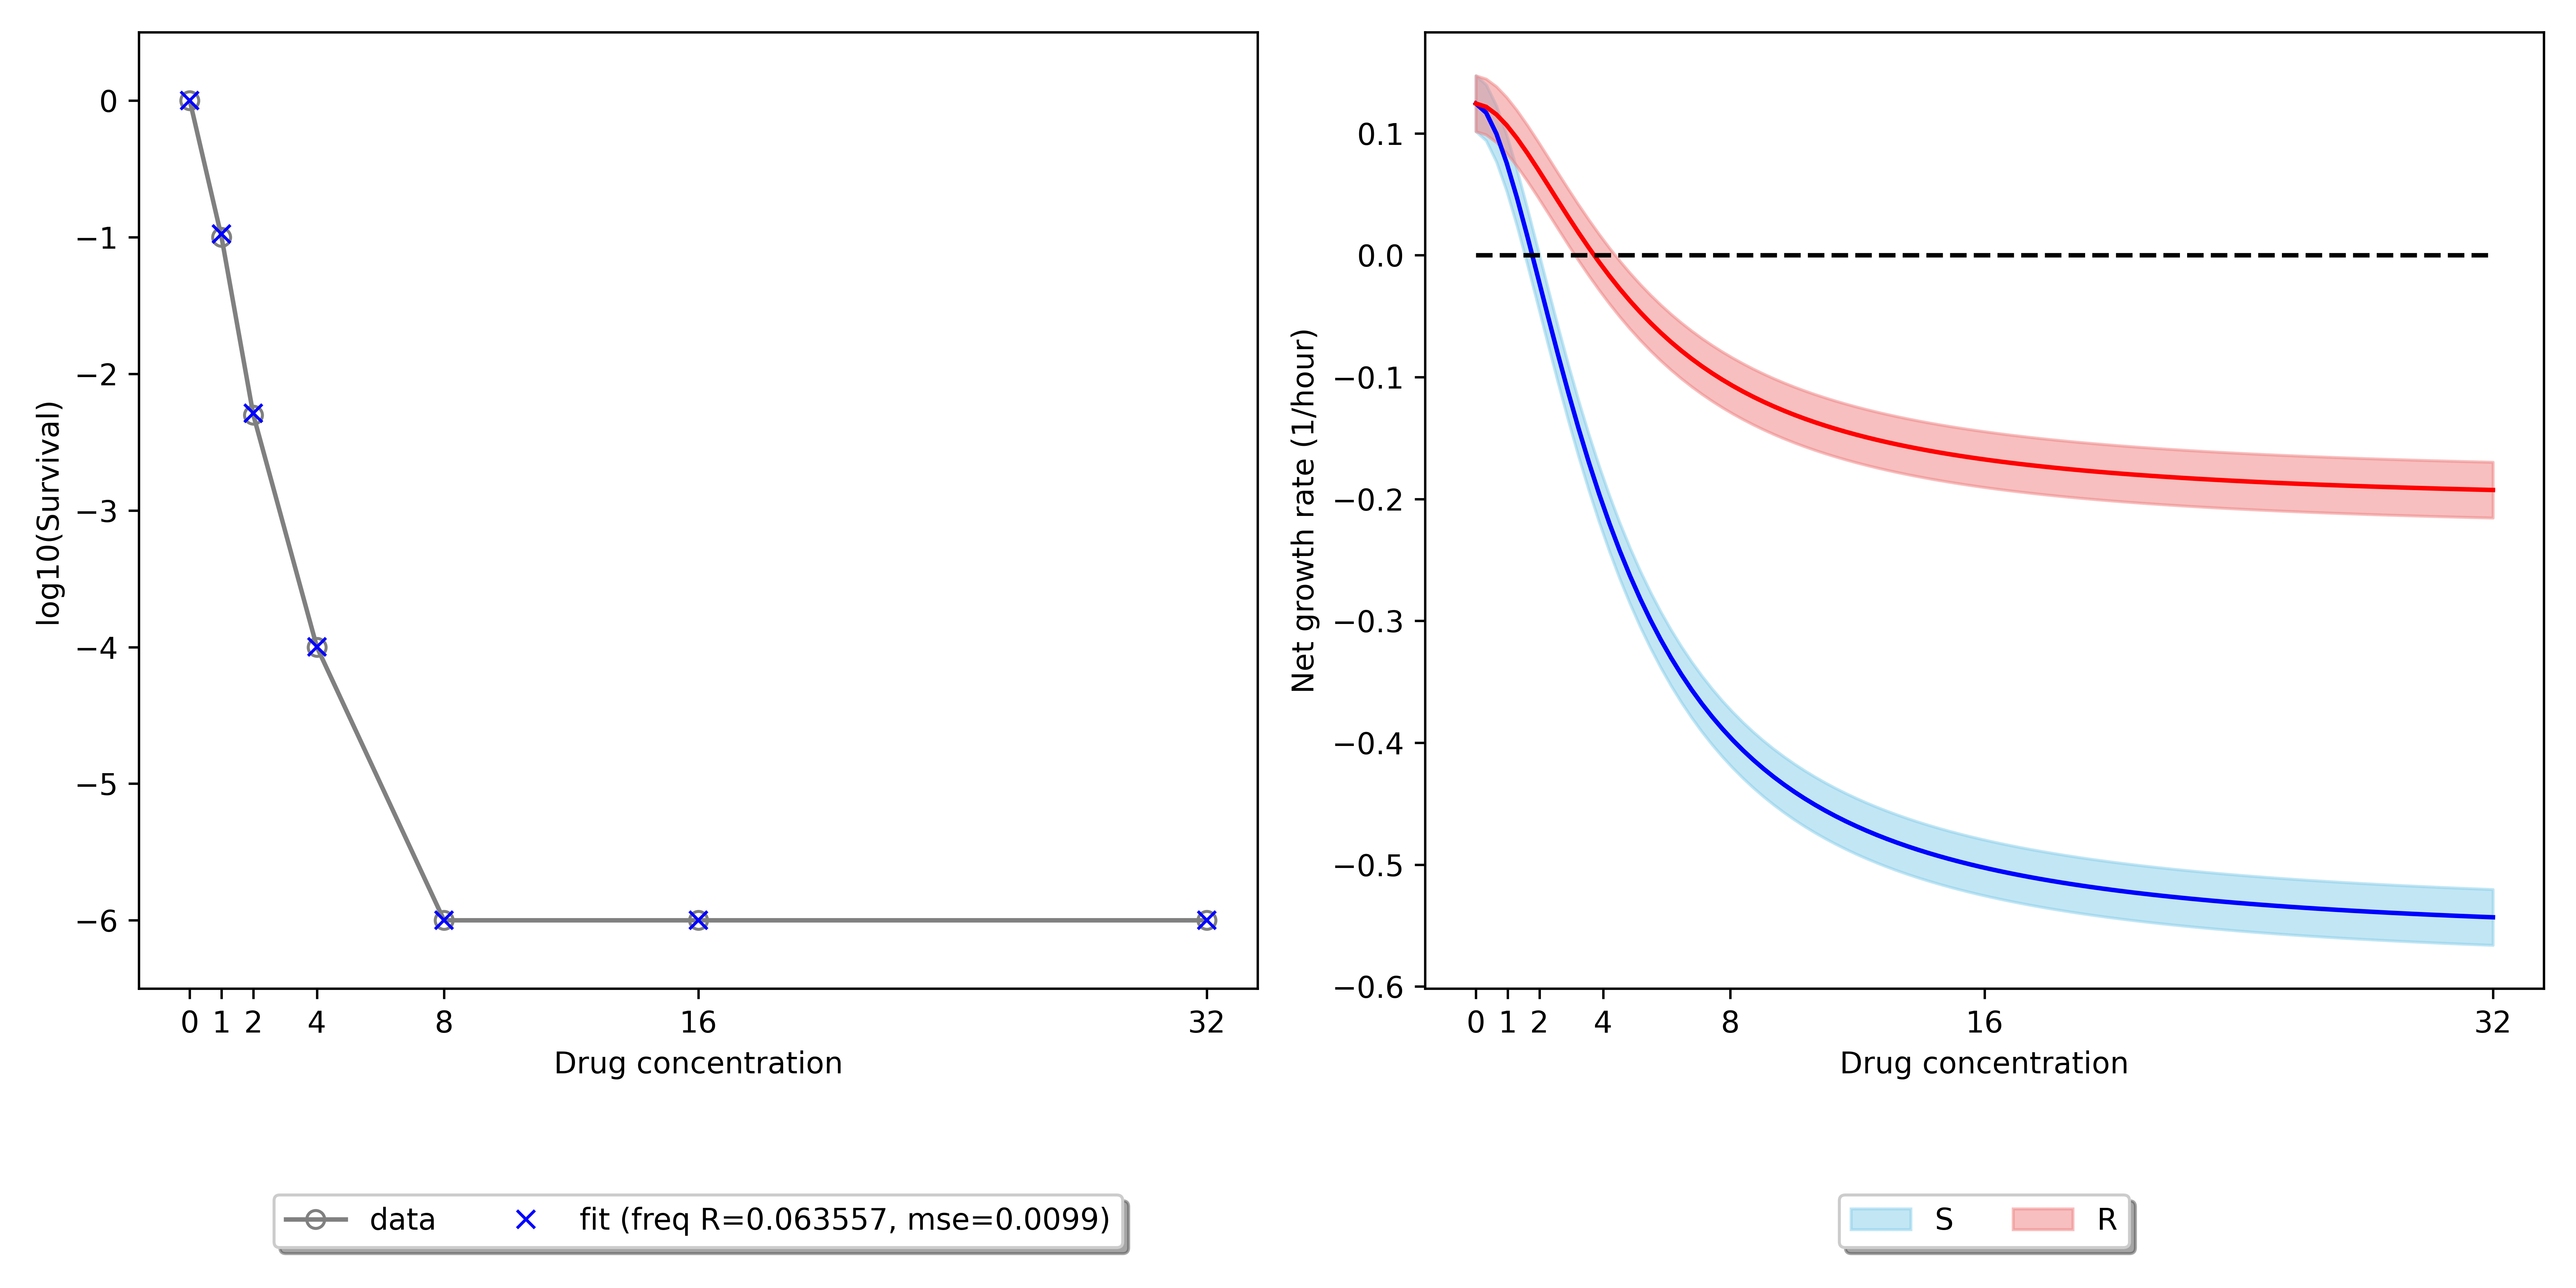 0
−1
−2
−3
−4
−5
−6
log10(Survival)
0 1 2 4 8 16 32
Drug concentration
data fit (freq R=0.063557, mse=0.0099)
0.1
0.0
−0.1
−0.2
−0.3
−0.4
−0.5
−0.6
Net growth rate (1/hour)
0 1 2 4 8 16 32
Drug concentration
S R